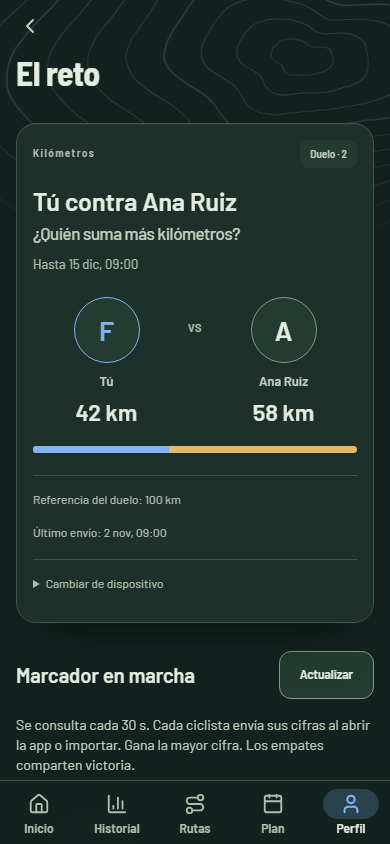 El reto
Kilómetros
Duelo · 2
Tú contra Ana Ruiz
¿Quién suma más kilómetros?
Hasta 15 dic, 09:00
F
VS
A
Tú
Ana Ruiz
42 km
58 km
Referencia del duelo: 100 km
Último envío: 2 nov, 09:00
Cambiar de dispositivo
Marcador en marcha
Actualizar
Se consulta cada 30 s. Cada ciclista envía sus cifras al abrir
la app o importar. Gana la mayor cifra. Los empates
comparten victoria.
Inicio
Historial
Rutas
Plan
Perfil